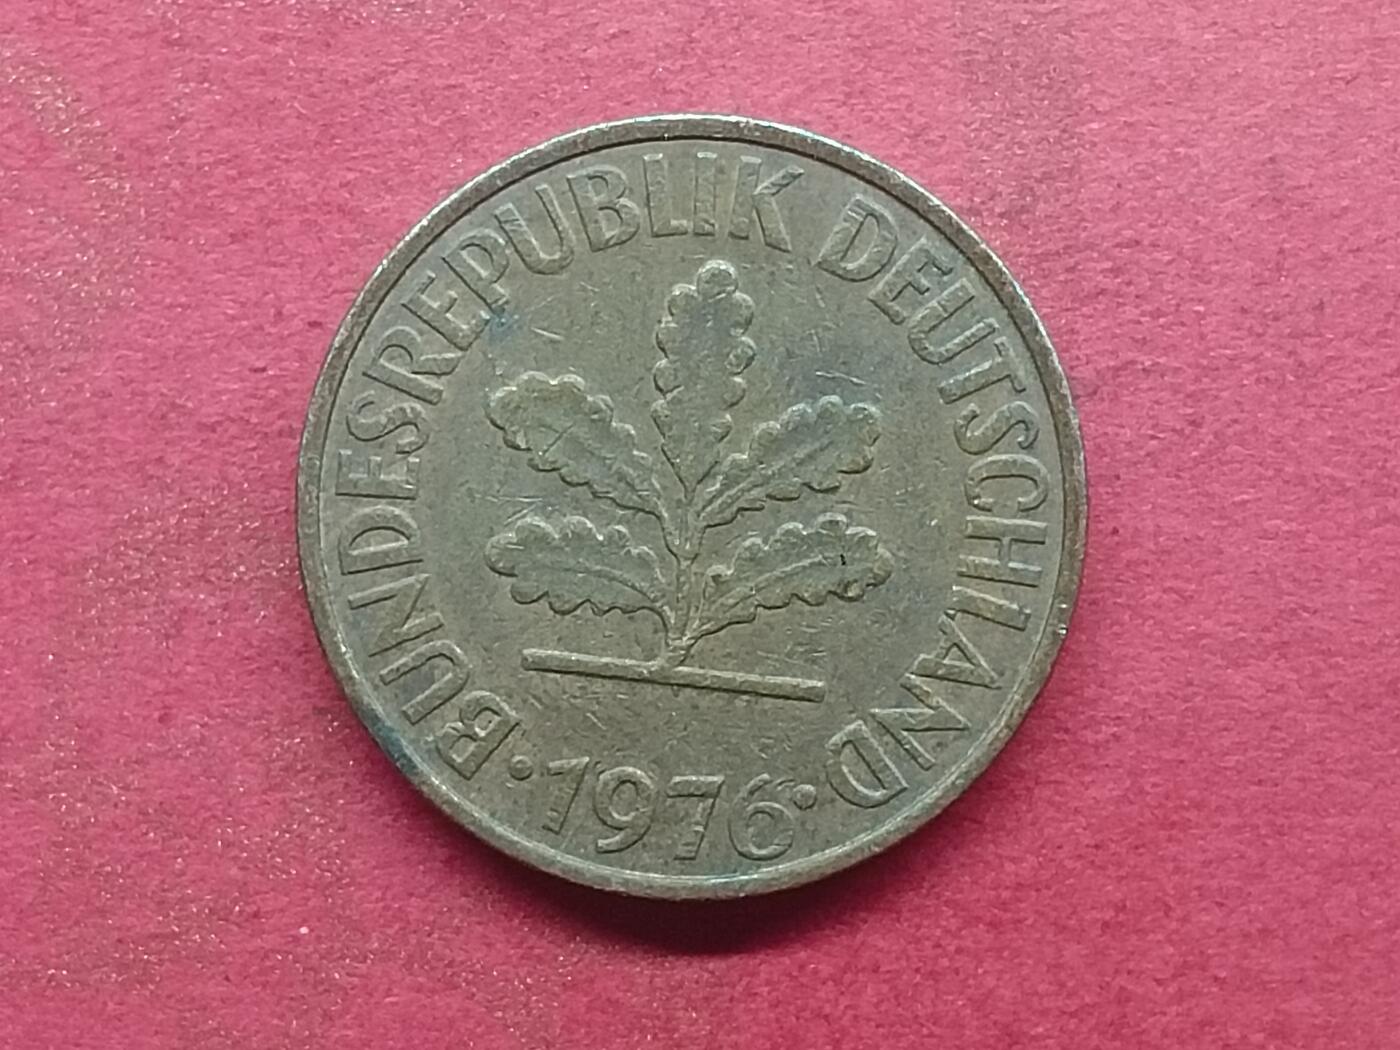 BUNDESREPUBLIK DEUTSCHLAND
·1976·